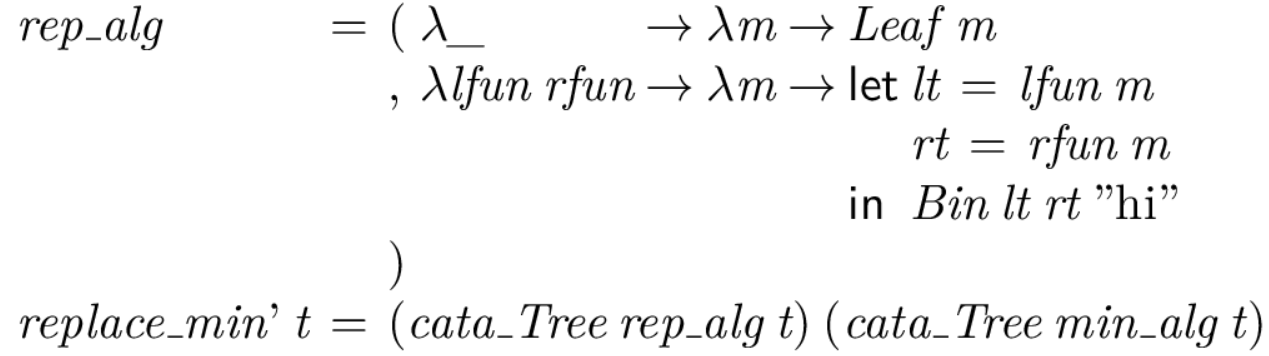 rep_alg = ( λ_ → λm → Leaf m
, λlfun rfun → λm → let lt = lfun m
rt = rfun m
in Bin lt rt ”hi”
)
replace_min’ t = (cata_Tree rep_alg t) (cata_Tree min_alg t)